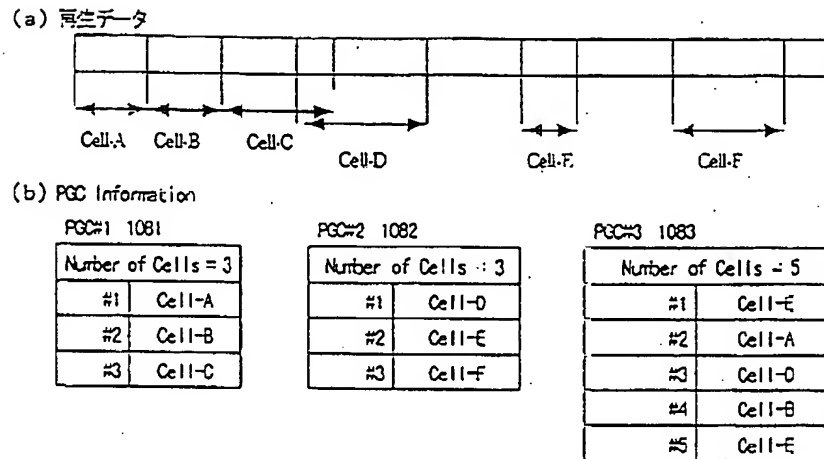 (a) 再生データ
Cell-A Cell-B Cell-C Cell-D Cell-E Cell-F
(b) PGC Information
PGC#1 1081
Number of Cells = 3
#1 Cell-A
#2 Cell-B
#3 Cell-C
PGC#2 1082
Number of Cells = 3
#1 Cell-D
#2 Cell-E
#3 Cell-F
PGC#3 1083
Number of Cells = 5
#1 Cell-E
#2 Cell-A
#3 Cell-D
#4 Cell-B
#5 Cell-E